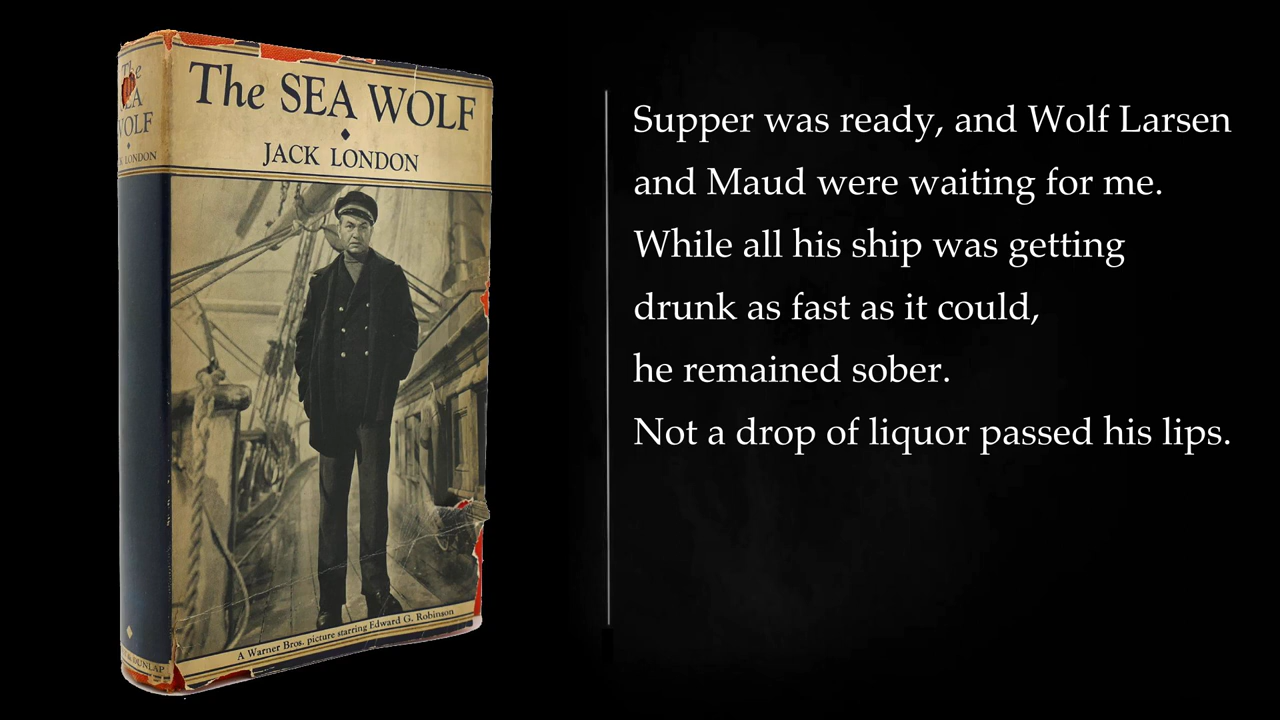 The
SEA
WOLF
LONDON
DUNLAP
The SEA WOLF
JACK LONDON
A Warner Bros. picture starring Edward G. Robinson
Supper was ready, and Wolf Larsen
and Maud were waiting for me.
While all his ship was getting
drunk as fast as it could,
he remained sober.
Not a drop of liquor passed his lips.